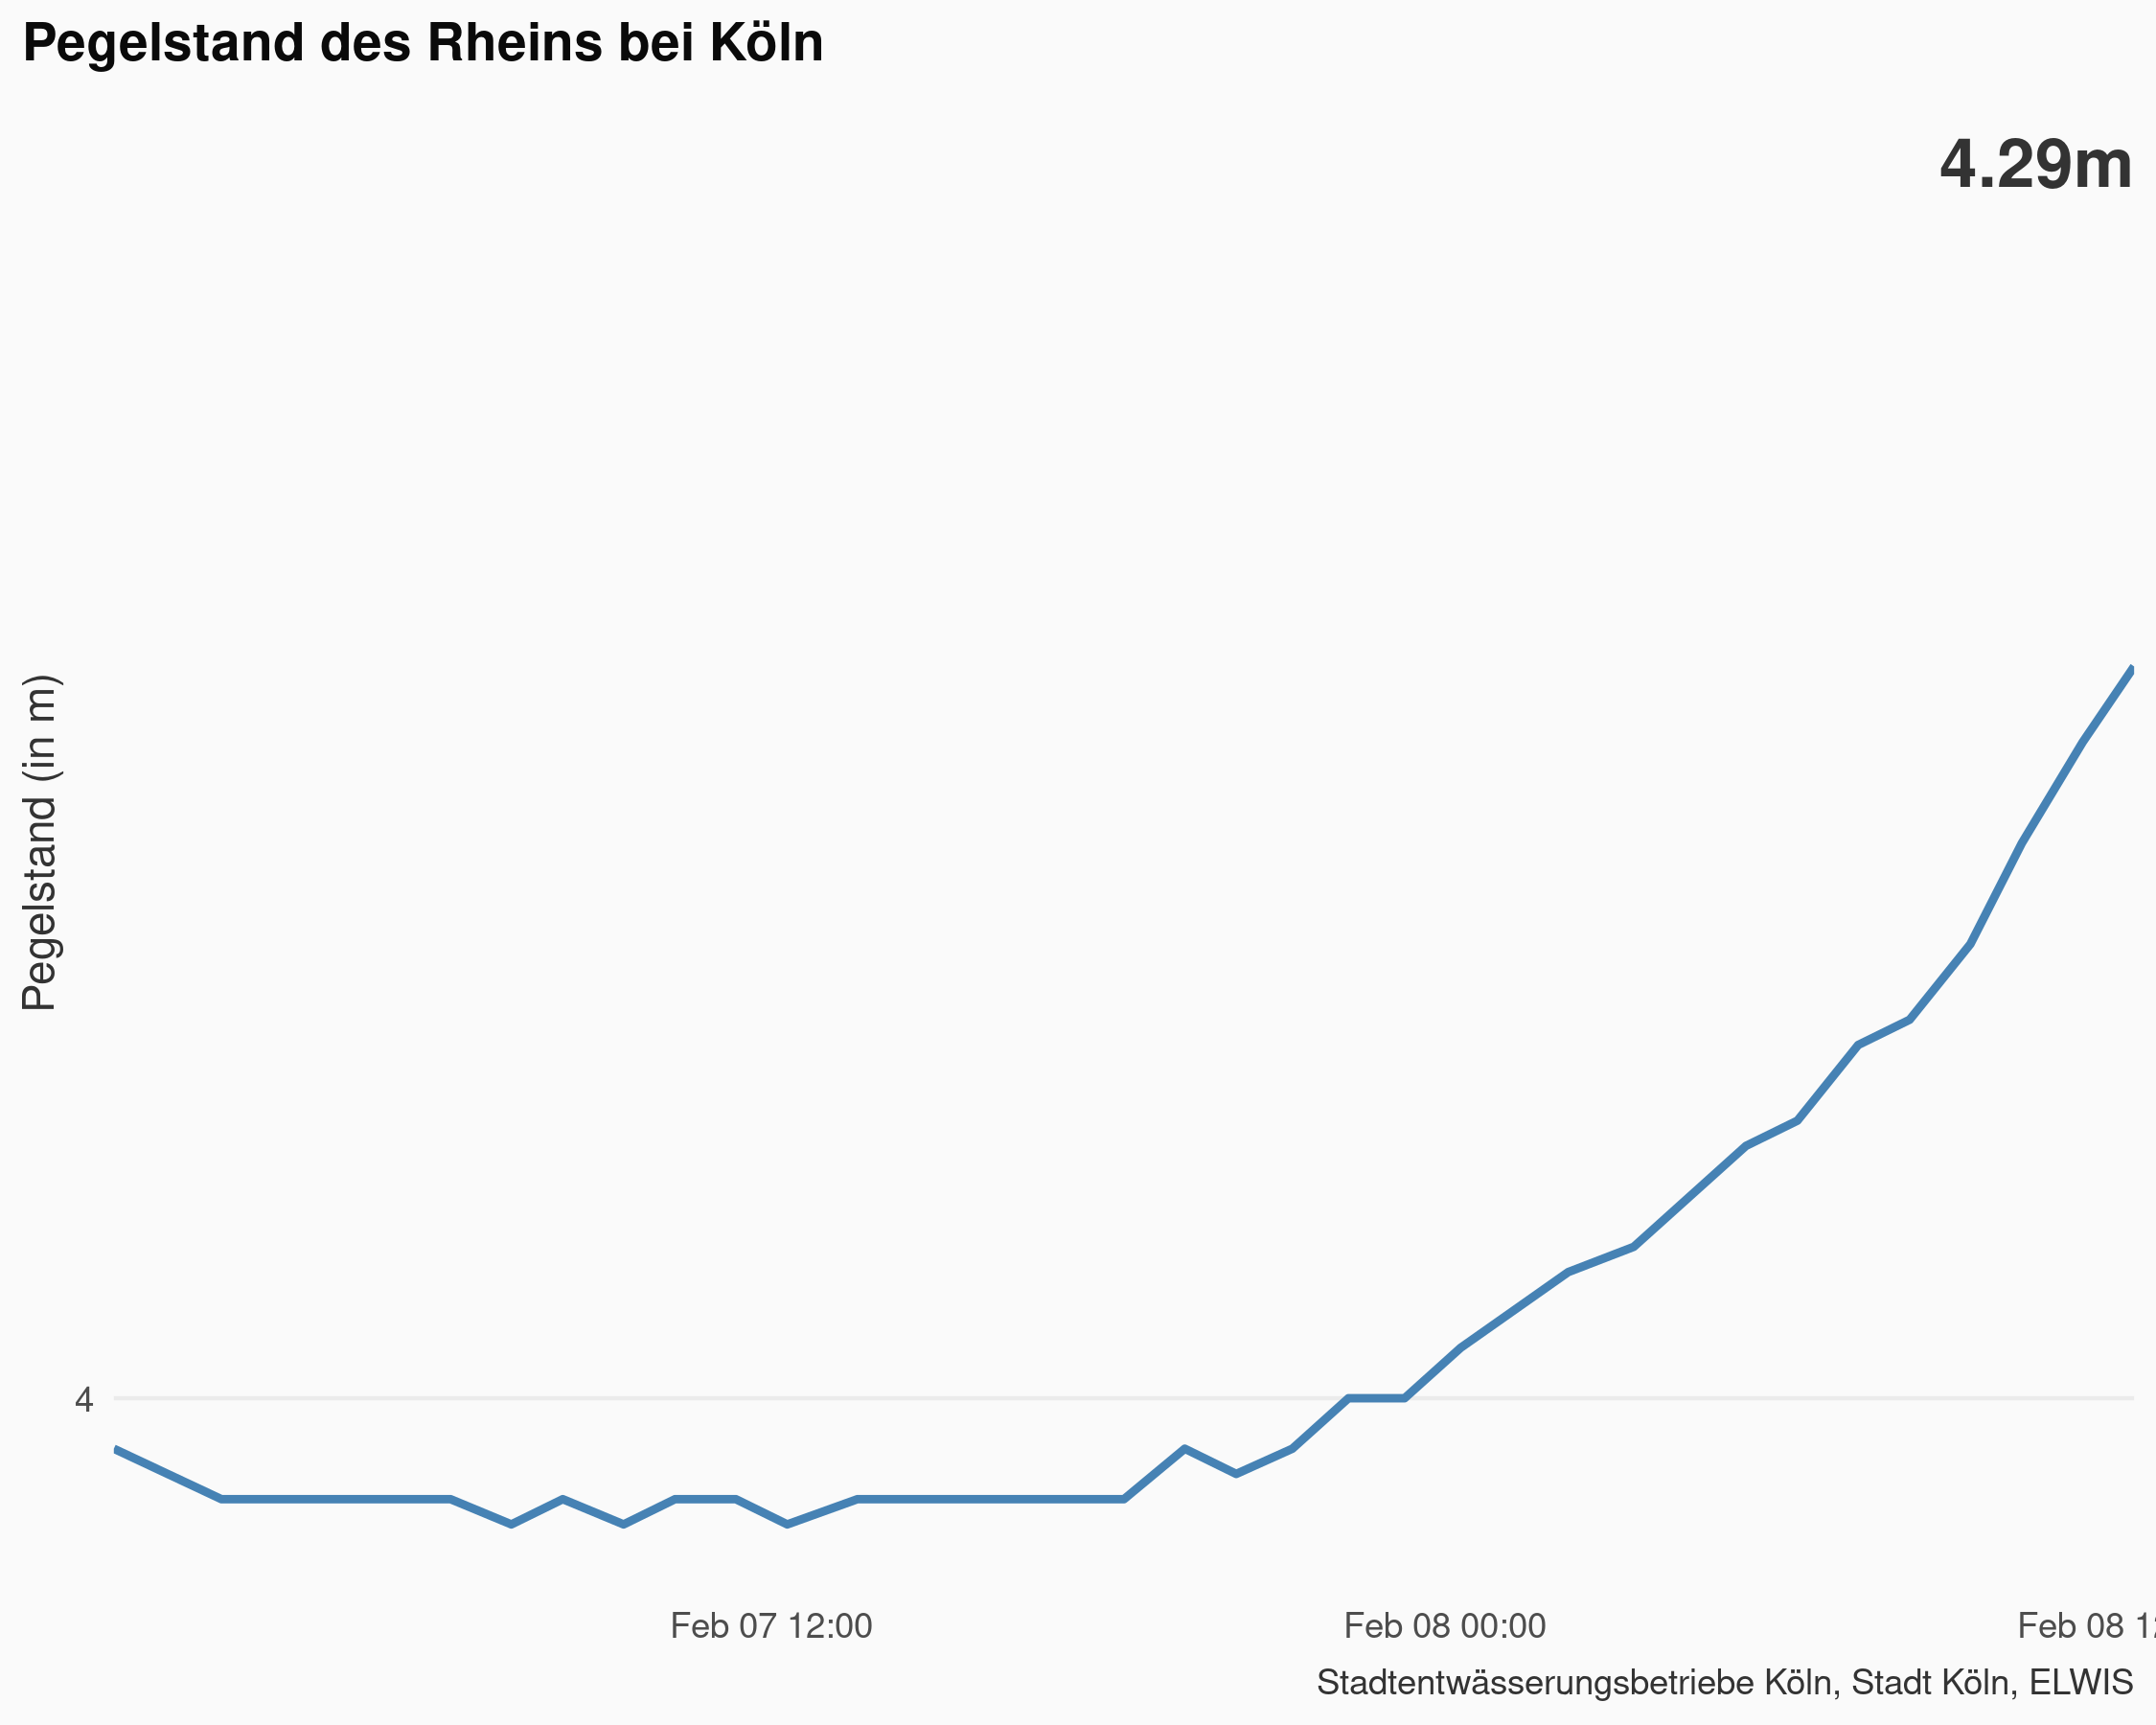 Pegelstand des Rheins bei Köln
4.29m
Pegelstand (in m)
4
Feb 07 12:00
Feb 08 00:00
Feb 08 1
Stadtentwässerungsbetriebe Köln, Stadt Köln, ELWIS